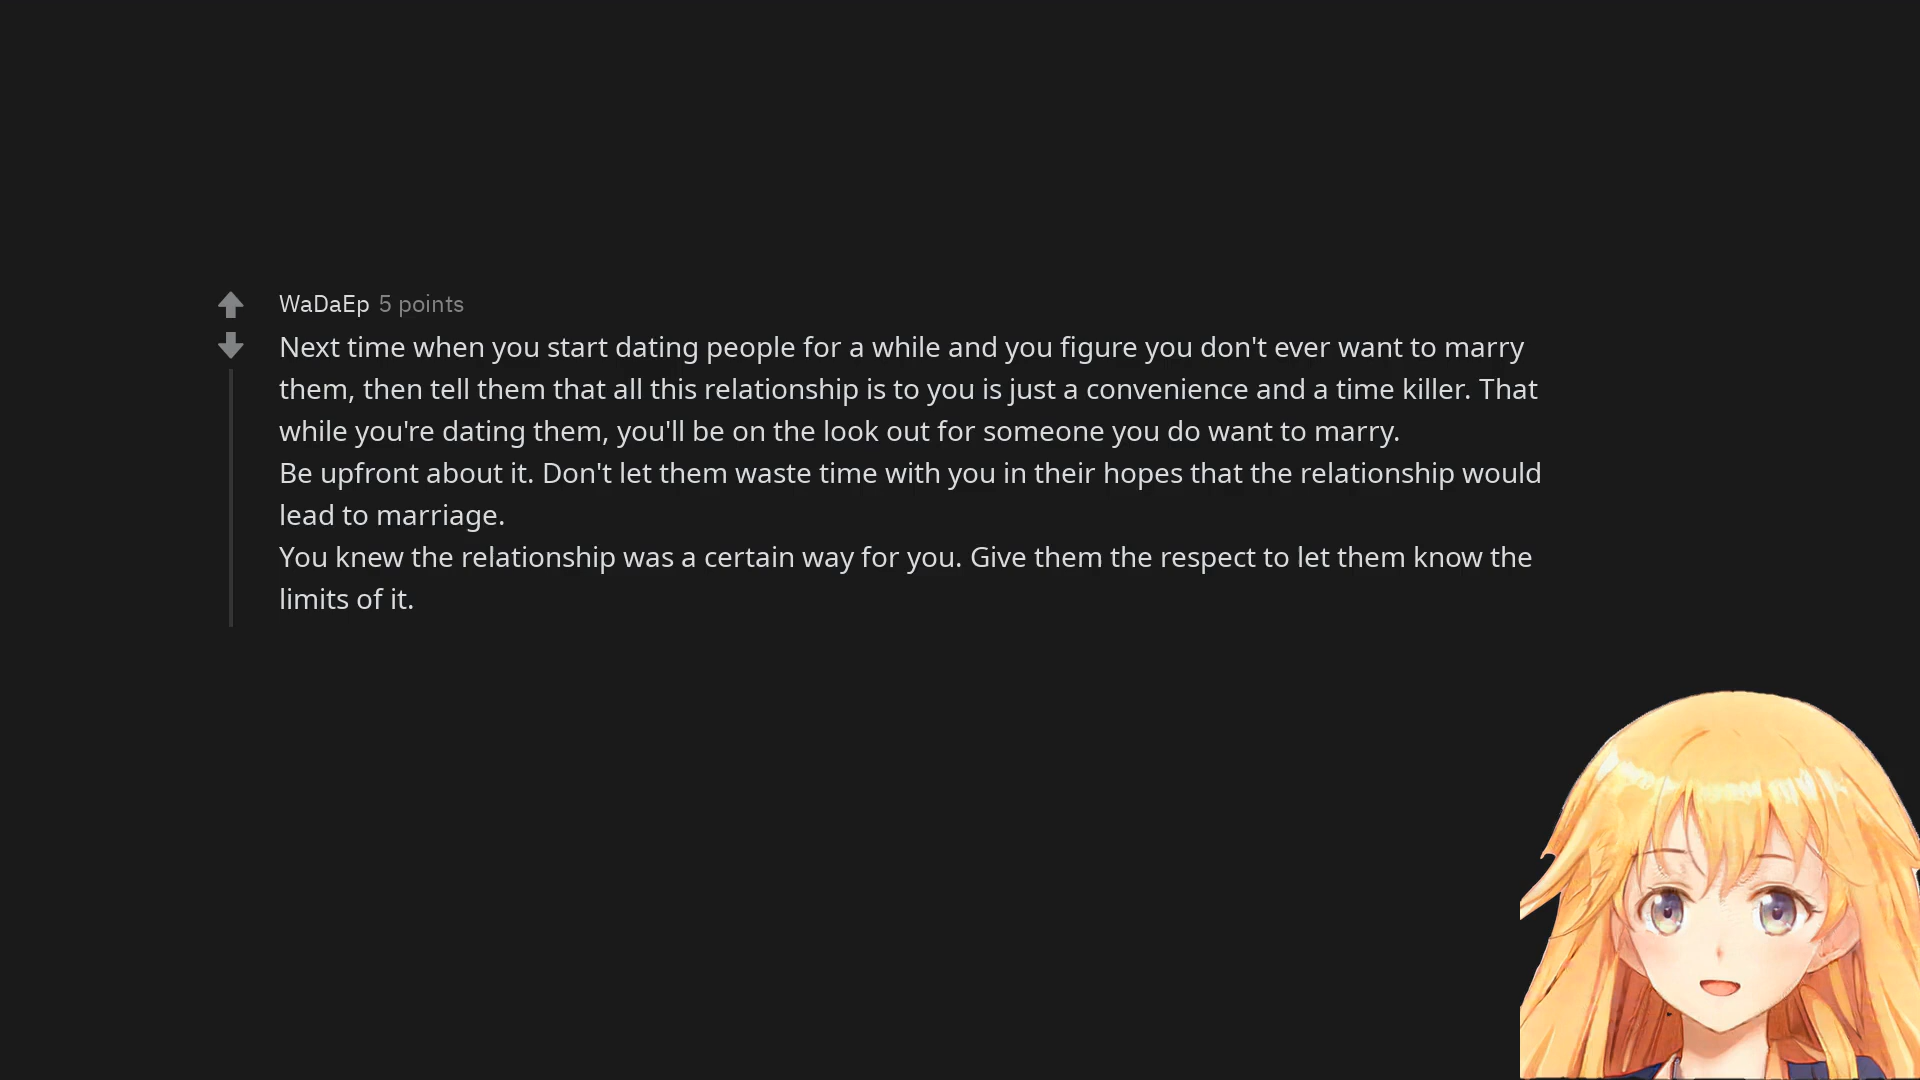 WaDaEp 5 points
Next time when you start dating people for a while and you figure you don't ever want to marry
them, then tell them that all this relationship is to you is just a convenience and a time killer. That
while you're dating them, you'll be on the look out for someone you do want to marry.
Be upfront about it. Don't let them waste time with you in their hopes that the relationship would
lead to marriage.
You knew the relationship was a certain way for you. Give them the respect to let them know the
limits of it.